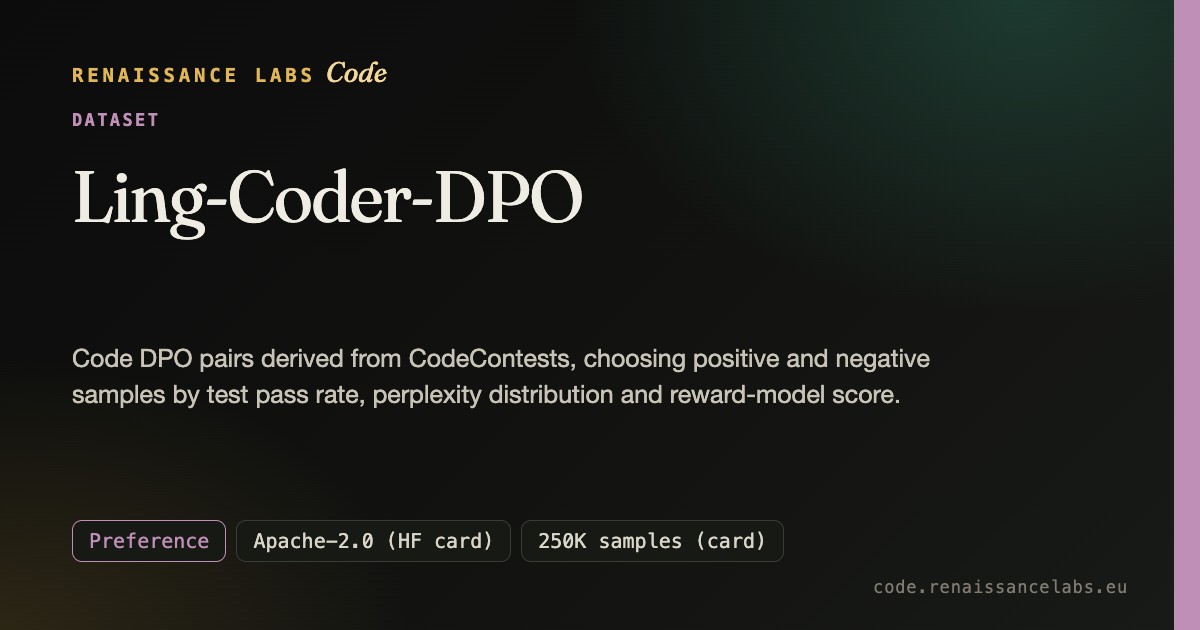 RENAISSANCE LABS Code
DATASET
Ling-Coder-DPO
Code DPO pairs derived from CodeContests, choosing positive and negative
samples by test pass rate, perplexity distribution and reward-model score.
Preference
Apache-2.0 (HF card)
250K samples (card)
code.renaissancelabs.eu